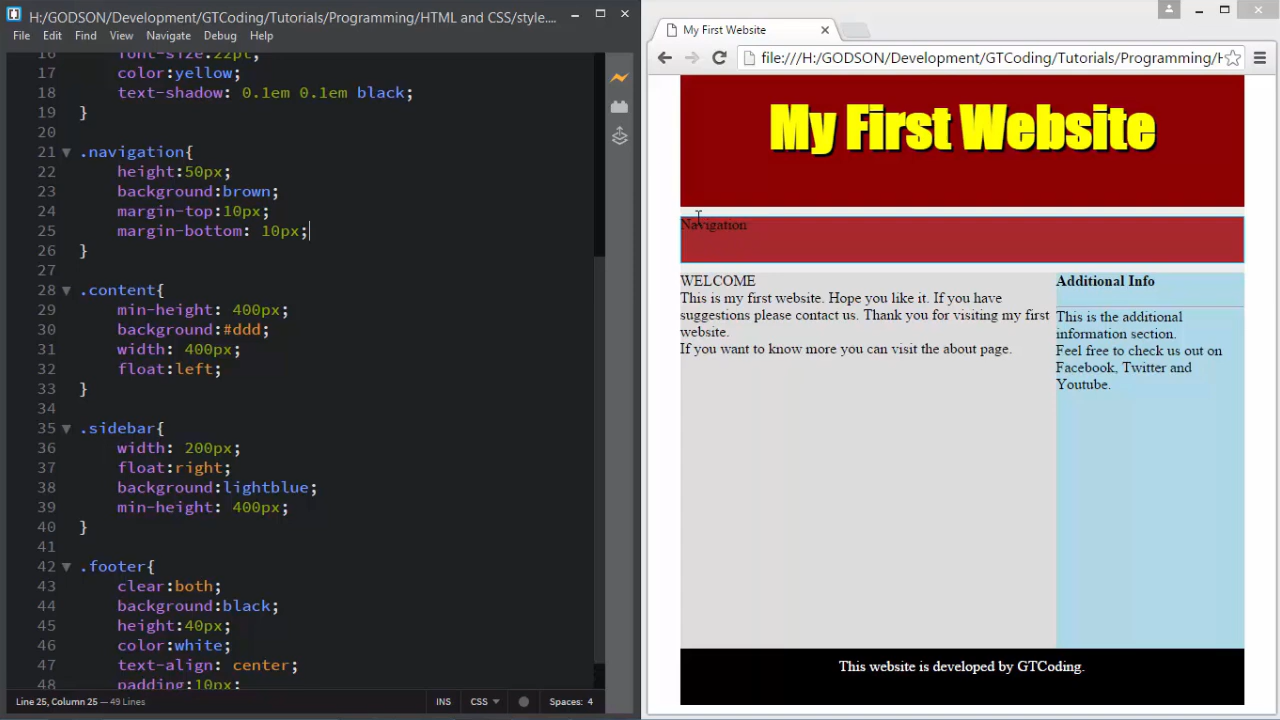 H:/GODSON/Development/GTCoding/Tutorials/Programming/HTML and CSS/style....
File Edit Find View Navigate Debug Help
16 font-size:22pt;
17 color:yellow;
18 text-shadow: 0.1em 0.1em black;
19 }
20
21 .navigation{
22 height:50px;
23 background:brown;
24 margin-top:10px;
25 margin-bottom: 10px;
26 }
27
28 .content{
29 min-height: 400px;
30 background:#ddd;
31 width: 400px;
32 float:left;
33 }
34
35 .sidebar{
36 width: 200px;
37 float:right;
38 background:lightblue;
39 min-height: 400px;
40 }
41
42 .footer{
43 clear:both;
44 background:black;
45 height:40px;
46 color:white;
47 text-align: center;
48 padding:10px;
Line 25, Column 25 — 49 Lines
INS CSS Spaces: 4
My First Website
file:///H:/GODSON/Development/GTCoding/Tutorials/Programming/H
My First Website
Navigation
WELCOME
This is my first website. Hope you like it. If you have
suggestions please contact us. Thank you for visiting my first
website.
If you want to know more you can visit the about page.
Additional Info
This is the additional
information section.
Feel free to check us out on
Facebook, Twitter and
Youtube.
This website is developed by GTCoding.